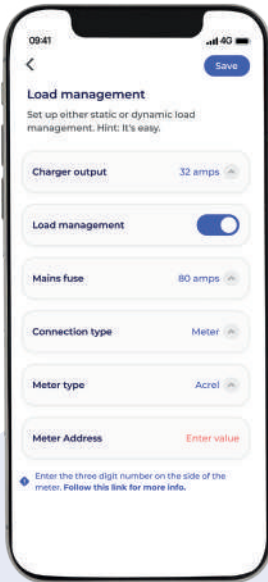 09:41 4G
Save
Load management
Set up either static or dynamic load
management. Hint: It's easy.
Charger output 32 amps
Load management
Mains fuse 80 amps
Connection type Meter
Meter type Acrel
Meter Address Enter value
Enter the three digit number on the side of the
meter. Follow this link for more info.